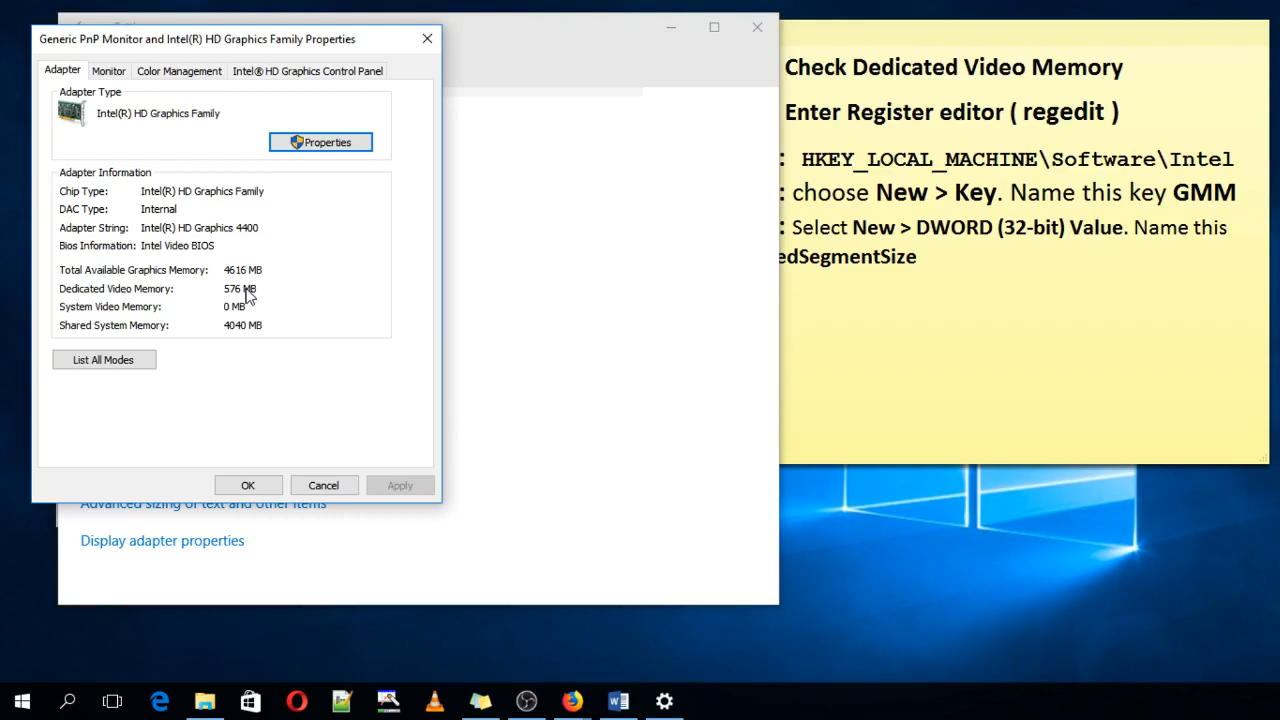 Generic PnP Monitor and Intel(R) HD Graphics Family Properties
Adapter Monitor Color Management Intel® HD Graphics Control Panel
Adapter Type
Intel(R) HD Graphics Family
Properties
Adapter Information
Chip Type: Intel(R) HD Graphics Family
DAC Type: Internal
Adapter String: Intel(R) HD Graphics 4400
Bios Information: Intel Video BIOS
Total Available Graphics Memory: 4616 MB
Dedicated Video Memory: 576 MB
System Video Memory: 0 MB
Shared System Memory: 4040 MB
List All Modes
OK Cancel Apply
Advanced sizing of text and other items
Display adapter properties
Check Dedicated Video Memory
Enter Register editor ( regedit )
: HKEY_LOCAL_MACHINE\Software\Intel
: choose New > Key. Name this key GMM
: Select New > DWORD (32-bit) Value. Name this
edSegmentSize